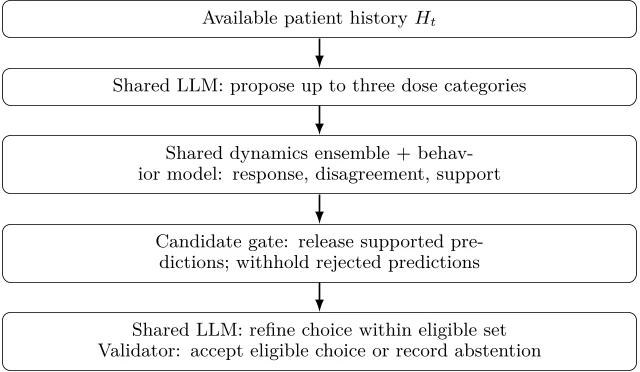 Available patient history H_t
Shared LLM: propose up to three dose categories
Shared dynamics ensemble + behav-
ior model: response, disagreement, support
Candidate gate: release supported pre-
dictions; withhold rejected predictions
Shared LLM: refine choice within eligible set
Validator: accept eligible choice or record abstention